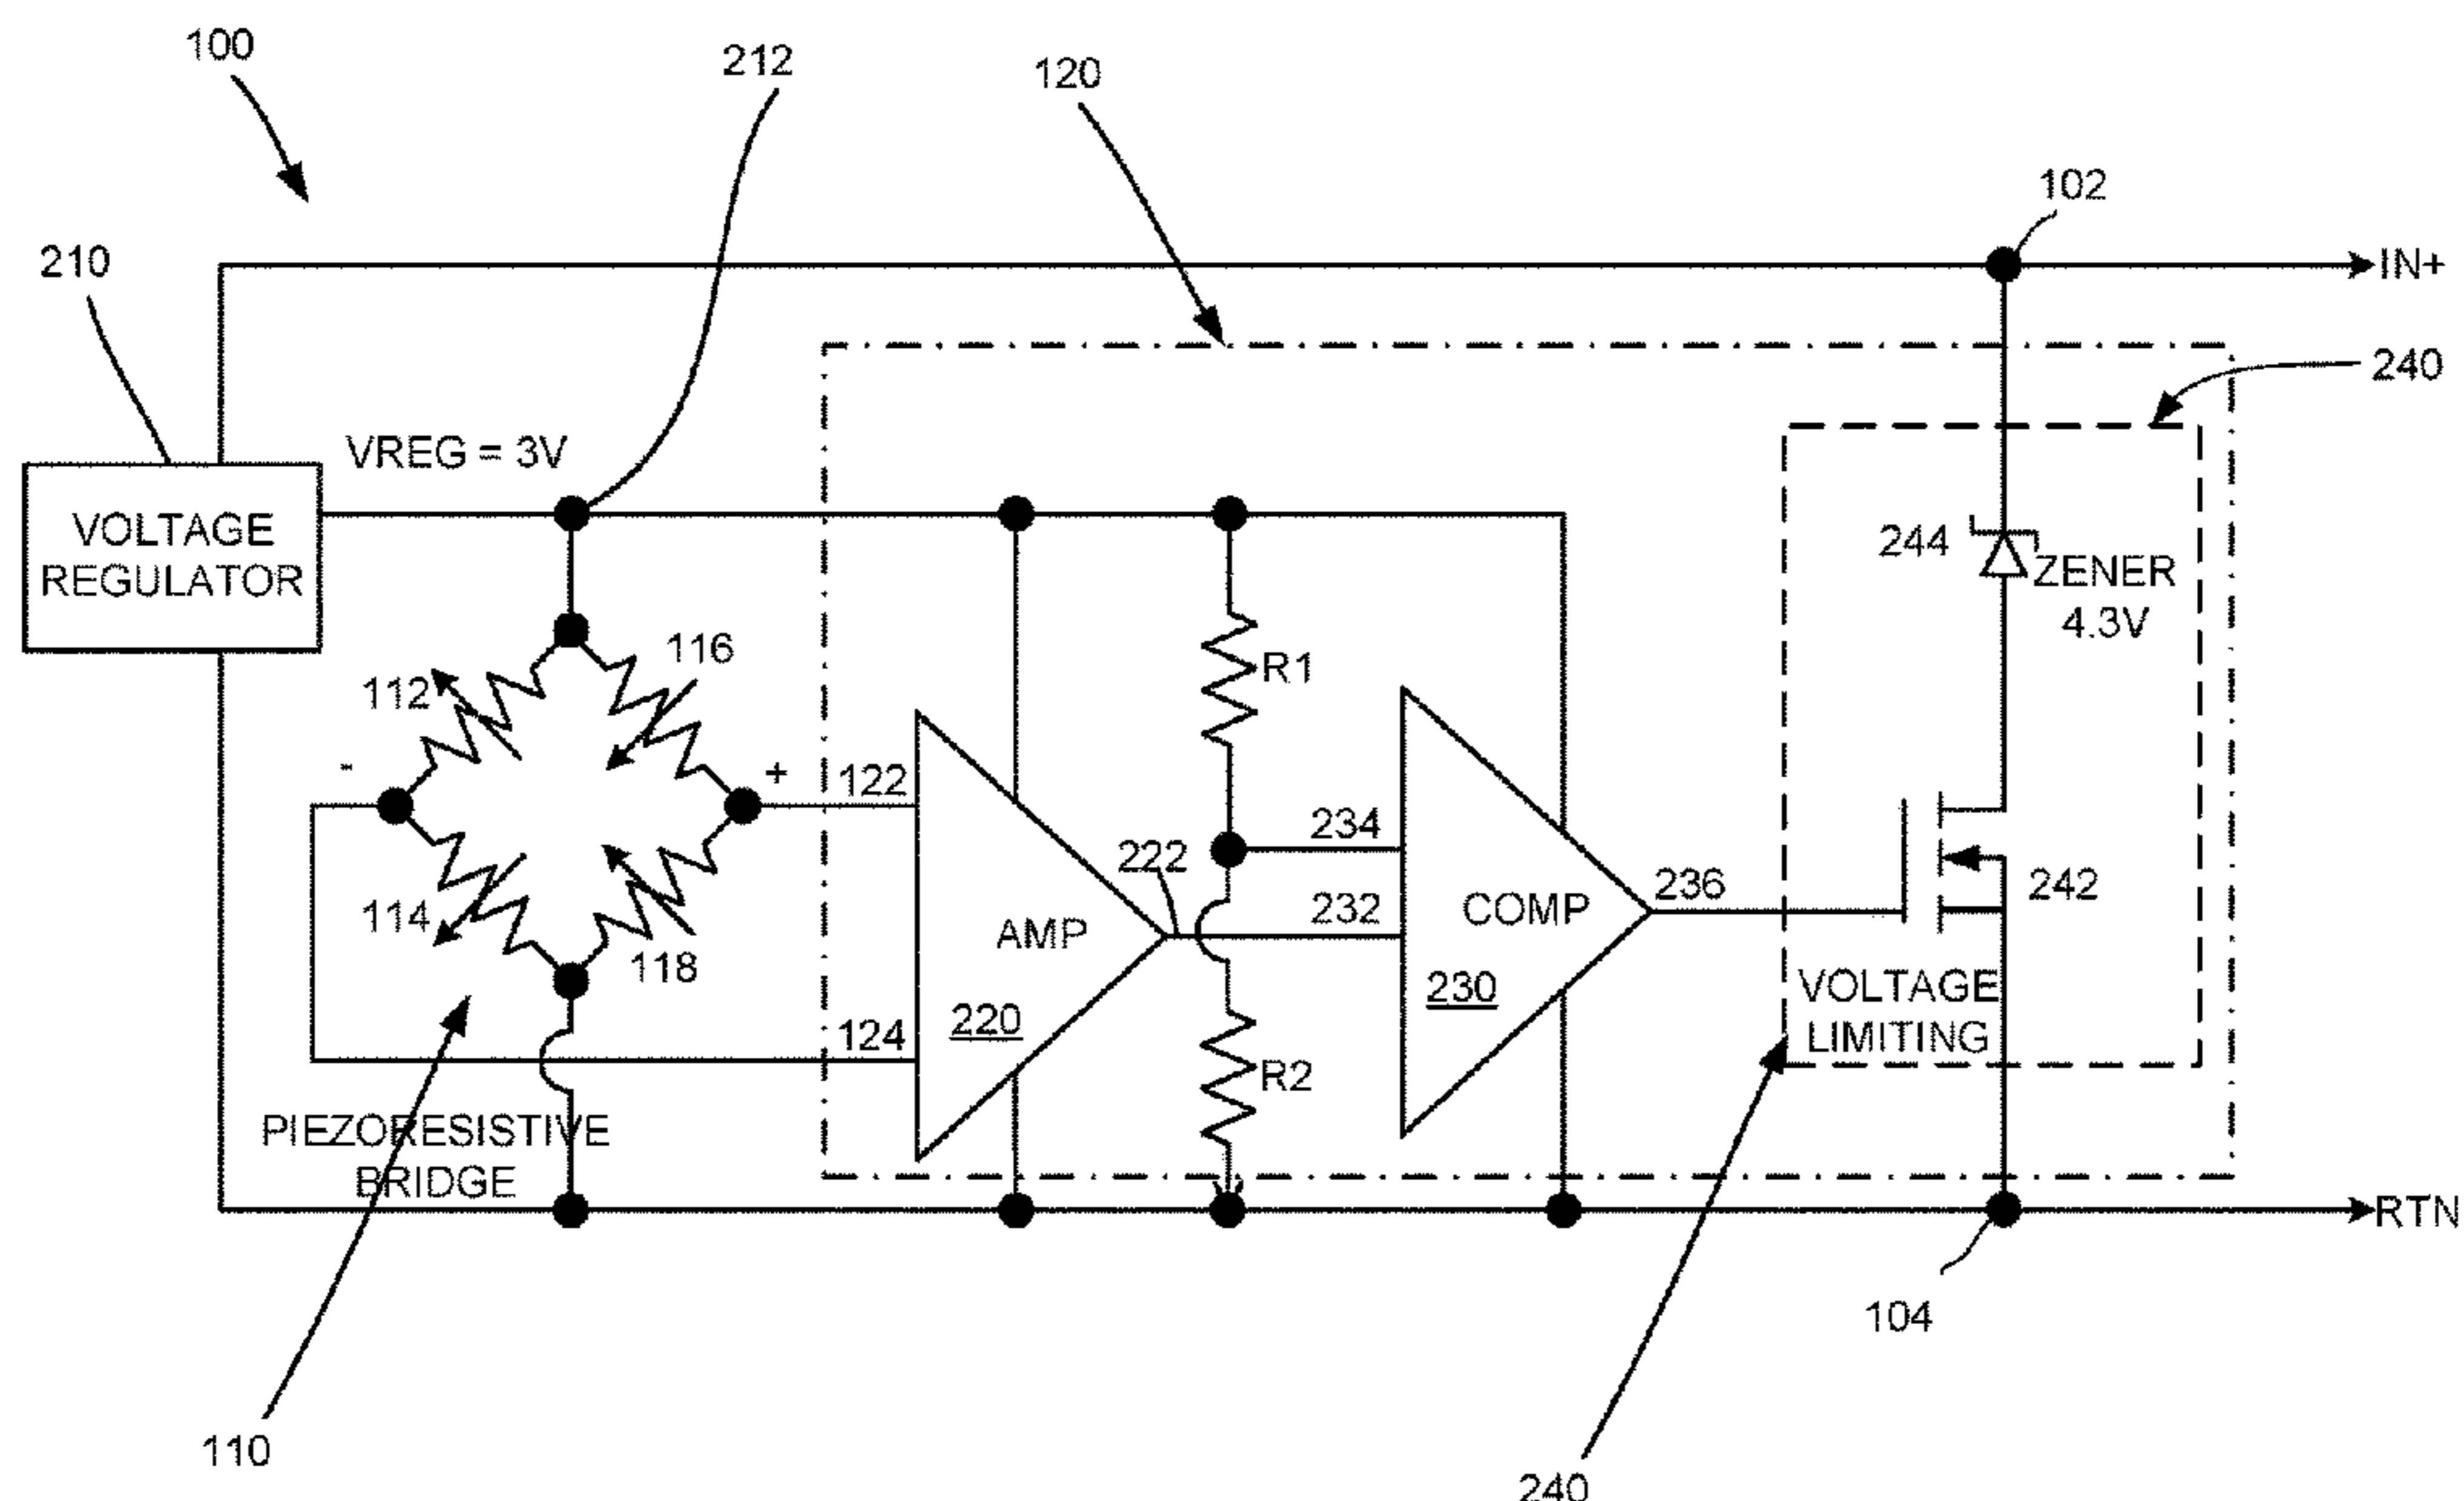 100
212
120
102
210
IN+
240
VREG = 3V
VOLTAGE
REGULATOR
244
ZENER
4.3V
116
R1
112
-
+
122
234
222
236
242
114
232
AMP
COMP
118
230
VOLTAGE
LIMITING
220
124
R2
PIEZORESISTIVE
BRIDGE
RTN
104
110
240